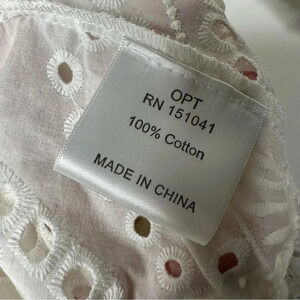 OPT
RN 151041
100% Cotton
MADE IN CHINA